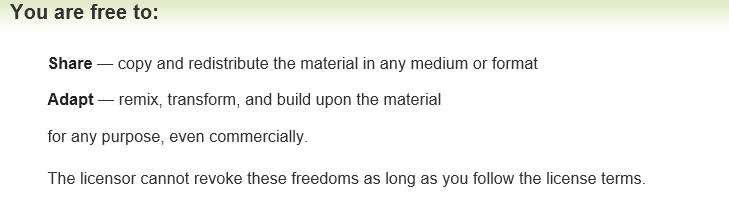 You are free to:
Share — copy and redistribute the material in any medium or format
Adapt — remix, transform, and build upon the material
for any purpose, even commercially.
The licensor cannot revoke these freedoms as long as you follow the license terms.